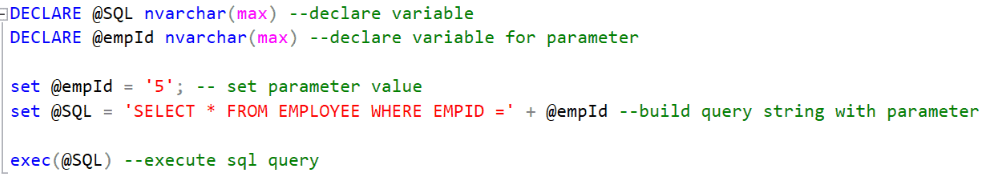 DECLARE @SQL nvarchar(max) --declare variable
DECLARE @empId nvarchar(max) --declare variable for parameter
set @empId = '5'; -- set parameter value
set @SQL = 'SELECT * FROM EMPLOYEE WHERE EMPID =' + @empId --build query string with parameter
exec(@SQL) --execute sql query